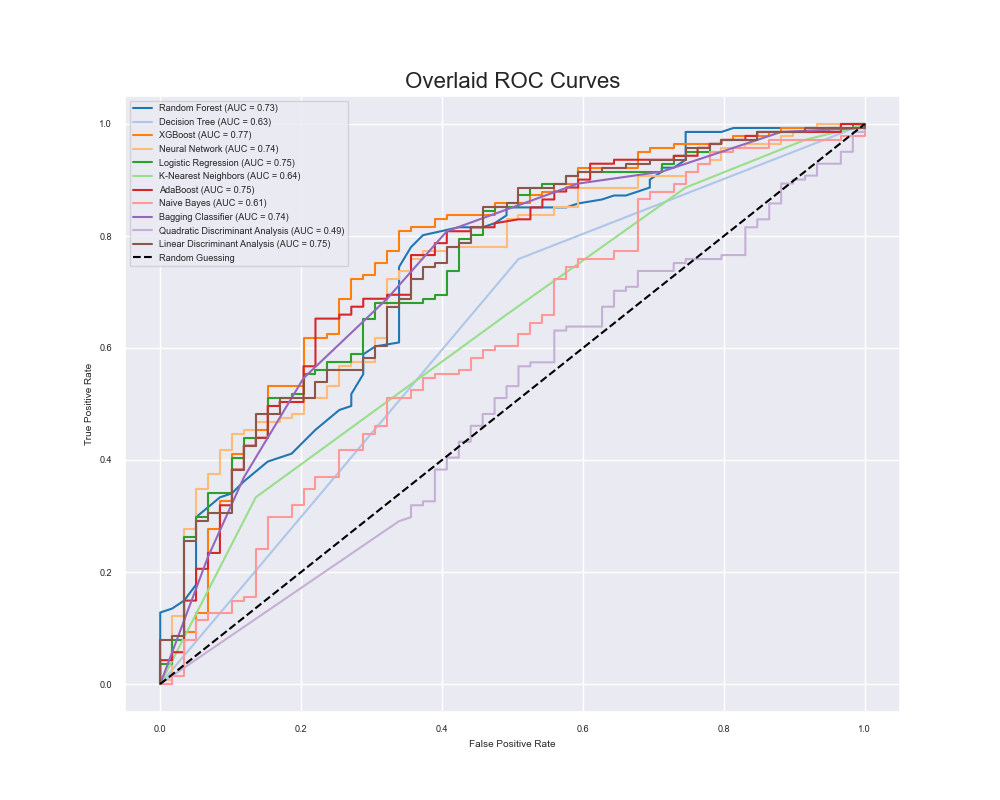 Overlaid ROC Curves
Random Forest (AUC = 0.73)
Decision Tree (AUC = 0.63)
XGBoost (AUC = 0.77)
Neural Network (AUC = 0.74)
Logistic Regression (AUC = 0.75)
K-Nearest Neighbors (AUC = 0.64)
AdaBoost (AUC = 0.75)
Naive Bayes (AUC = 0.61)
Bagging Classifier (AUC = 0.74)
Quadratic Discriminant Analysis (AUC = 0.49)
Linear Discriminant Analysis (AUC = 0.75)
Random Guessing
1.0
0.8
0.6
0.4
0.2
0.0
True Positive Rate
0.0 0.2 0.4 0.6 0.8 1.0
False Positive Rate